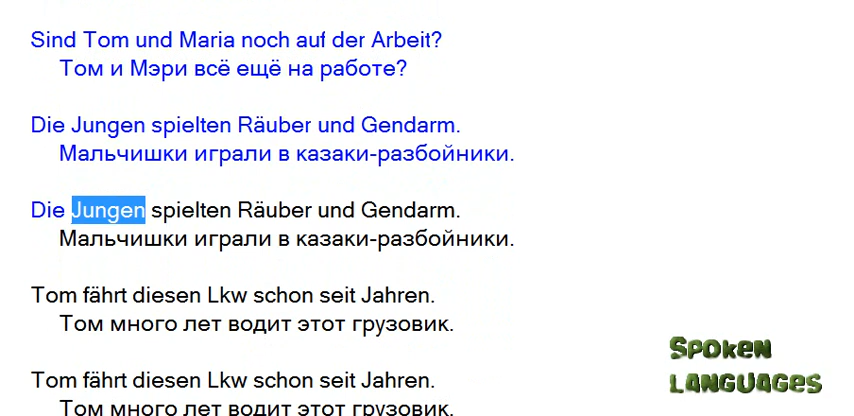 Sind Tom und Maria noch auf der Arbeit?
Том и Мэри всё ещё на работе?
Die Jungen spielten Räuber und Gendarm.
Мальчишки играли в казаки-разбойники.
Die Jungen spielten Räuber und Gendarm.
Мальчишки играли в казаки-разбойники.
Tom fährt diesen Lkw schon seit Jahren.
Том много лет водит этот грузовик.
Tom fährt diesen Lkw schon seit Jahren.
Том много лет водит этот грузовик.
Spoken
Languages